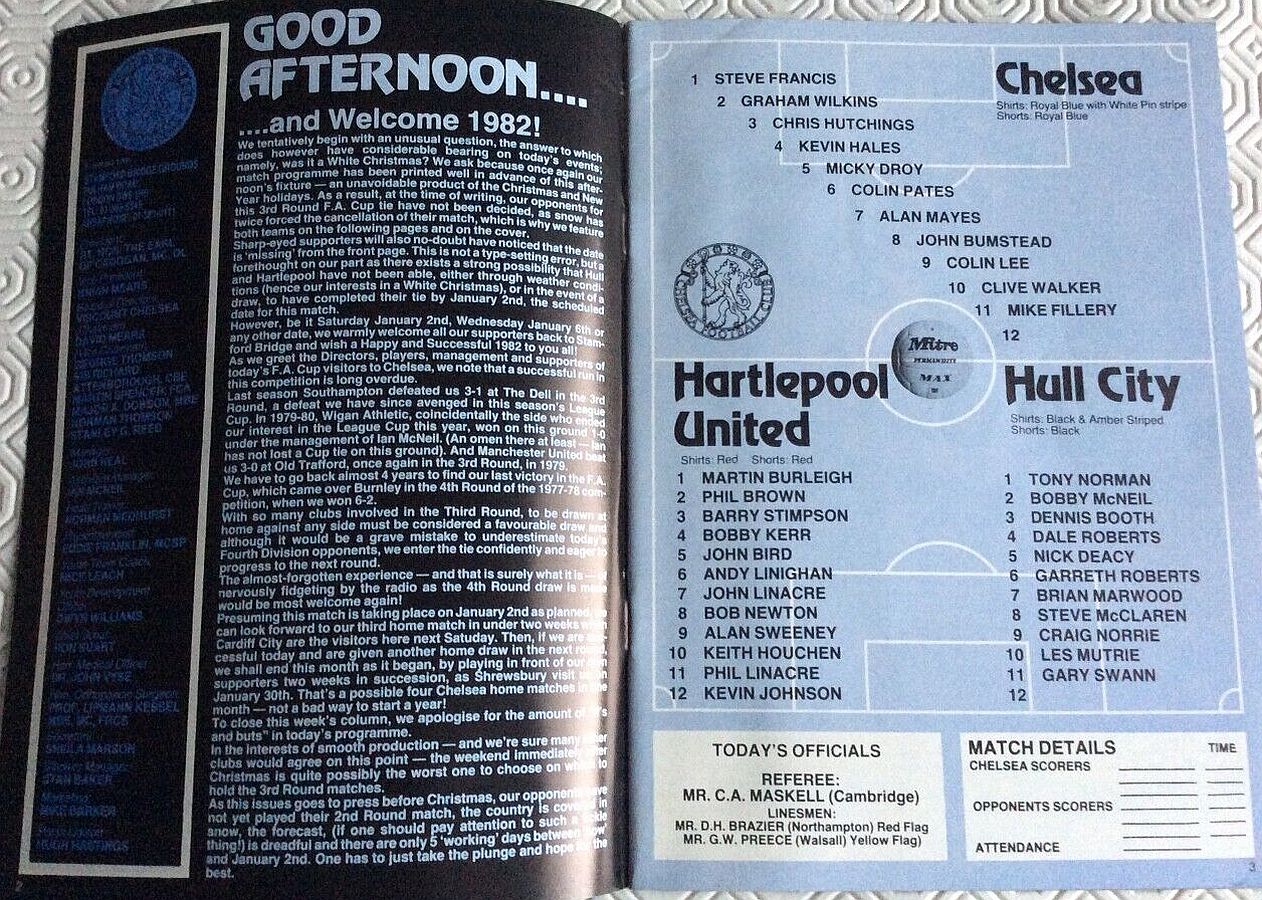 GOOD
AFTERNOON....
....and Welcome 1982!
We tentatively begin with an unusual question, the answer to which
does however have considerable bearing on today's events;
namely, was it a White Christmas? We ask because once again our
match programme has been printed well in advance of this after-
noon's fixture — an unavoidable product of the Christmas and New
Year holidays. As a result, at the time of writing, our opponents for
this 3rd Round F.A. Cup tie have not been decided, as snow has
twice forced the cancellation of their match, which is why we feature
both teams on the following pages and on the cover.
Sharp-eyed supporters will also no-doubt have noticed that the date
is 'missing' from the front page. This is not a type-setting error, but a
forethought on our part as there exists a strong possibility that Hull
and Hartlepool have not been able, either through weather condi-
tions (hence our interests in a White Christmas), or in the event of a
draw, to have completed their tie by January 2nd, the scheduled
date for this match.
However, be it Saturday January 2nd, Wednesday January 6th or
any other date, we warmly welcome all our supporters back to Stam-
ford Bridge and wish a Happy and Successful 1982 to you all!
As we greet the Directors, players, management and supporters of
today's F.A. Cup visitors to Chelsea, we note that a successful run in
this competition is long overdue.
Last season Southampton defeated us 3-1 at The Dell in the 3rd
Round, a defeat we have since avenged in this season's League
Cup. In 1979-80, Wigan Athletic, coincidentally the side who ended
our interest in the League Cup this year, won on this ground 1-0
under the management of Ian McNeil. (An omen there at least — Ian
has not lost a Cup tie on this ground). And Manchester United beat
us 3-0 at Old Trafford, once again in the 3rd Round, in 1979.
We have to go back almost 4 years to find our last victory in the F.A.
Cup, which came over Burnley in the 4th Round of the 1977-78 com-
petition, when we won 6-2.
With so many clubs involved in the Third Round, to be drawn at
home against any side must be considered a favourable draw and
although it would be a grave mistake to underestimate today's
Fourth Division opponents, we enter the tie confidently and eager to
progress to the next round.
The almost-forgotten experience — and that is surely what it is — of
nervously fidgeting by the radio as the 4th Round draw is made
would be most welcome again!
Presuming this match is taking place on January 2nd as planned, we
can look forward to our third home match in under two weeks when
Cardiff City are the visitors here next Satuday. Then, if we are suc-
cessful today and are given another home draw in the next round,
we shall end this month as it began, by playing in front of our own
supporters two weeks in succession, as Shrewsbury visit us on
January 30th. That's a possible four Chelsea home matches in the
month — not a bad way to start a year!
To close this week's column, we apologise for the amount of "if's
and buts" in today's programme.
In the interests of smooth production — and we're sure many other
clubs would agree on this point — the weekend immediately after
Christmas is quite possibly the worst one to choose on which to
hold the 3rd Round matches.
As this issues goes to press before Christmas, our opponents have
not yet played their 2nd Round match, the country is covered in
snow, the forecast, (if one should pay attention to such a fickle
thing!) is dreadful and there are only 5 'working' days between now
and January 2nd. One has to just take the plunge and hope for the
best.
2
Chelsea
Shirts: Royal Blue with White Pin stripe
Shorts: Royal Blue
1 STEVE FRANCIS
2 GRAHAM WILKINS
3 CHRIS HUTCHINGS
4 KEVIN HALES
5 MICKY DROY
6 COLIN PATES
7 ALAN MAYES
8 JOHN BUMSTEAD
9 COLIN LEE
10 CLIVE WALKER
11 MIKE FILLERY
12
CHELSEA FOOTBALL CLUB
Mitre
PERMAWHITE
MAX
Hartlepool
United
Shirts: Red Shorts: Red
1 MARTIN BURLEIGH
2 PHIL BROWN
3 BARRY STIMPSON
4 BOBBY KERR
5 JOHN BIRD
6 ANDY LINIGHAN
7 JOHN LINACRE
8 BOB NEWTON
9 ALAN SWEENEY
10 KEITH HOUCHEN
11 PHIL LINACRE
12 KEVIN JOHNSON
Hull City
Shirts: Black & Amber Striped
Shorts: Black
1 TONY NORMAN
2 BOBBY McNEIL
3 DENNIS BOOTH
4 DALE ROBERTS
5 NICK DEACY
6 GARRETH ROBERTS
7 BRIAN MARWOOD
8 STEVE McCLAREN
9 CRAIG NORRIE
10 LES MUTRIE
11 GARY SWANN
12
TODAY'S OFFICIALS
REFEREE:
MR. C.A. MASKELL (Cambridge)
LINESMEN:
MR. D.H. BRAZIER (Northampton) Red Flag
MR. G.W. PREECE (Walsall) Yellow Flag)
MATCH DETAILS TIME
CHELSEA SCORERS
OPPONENTS SCORERS
ATTENDANCE
3